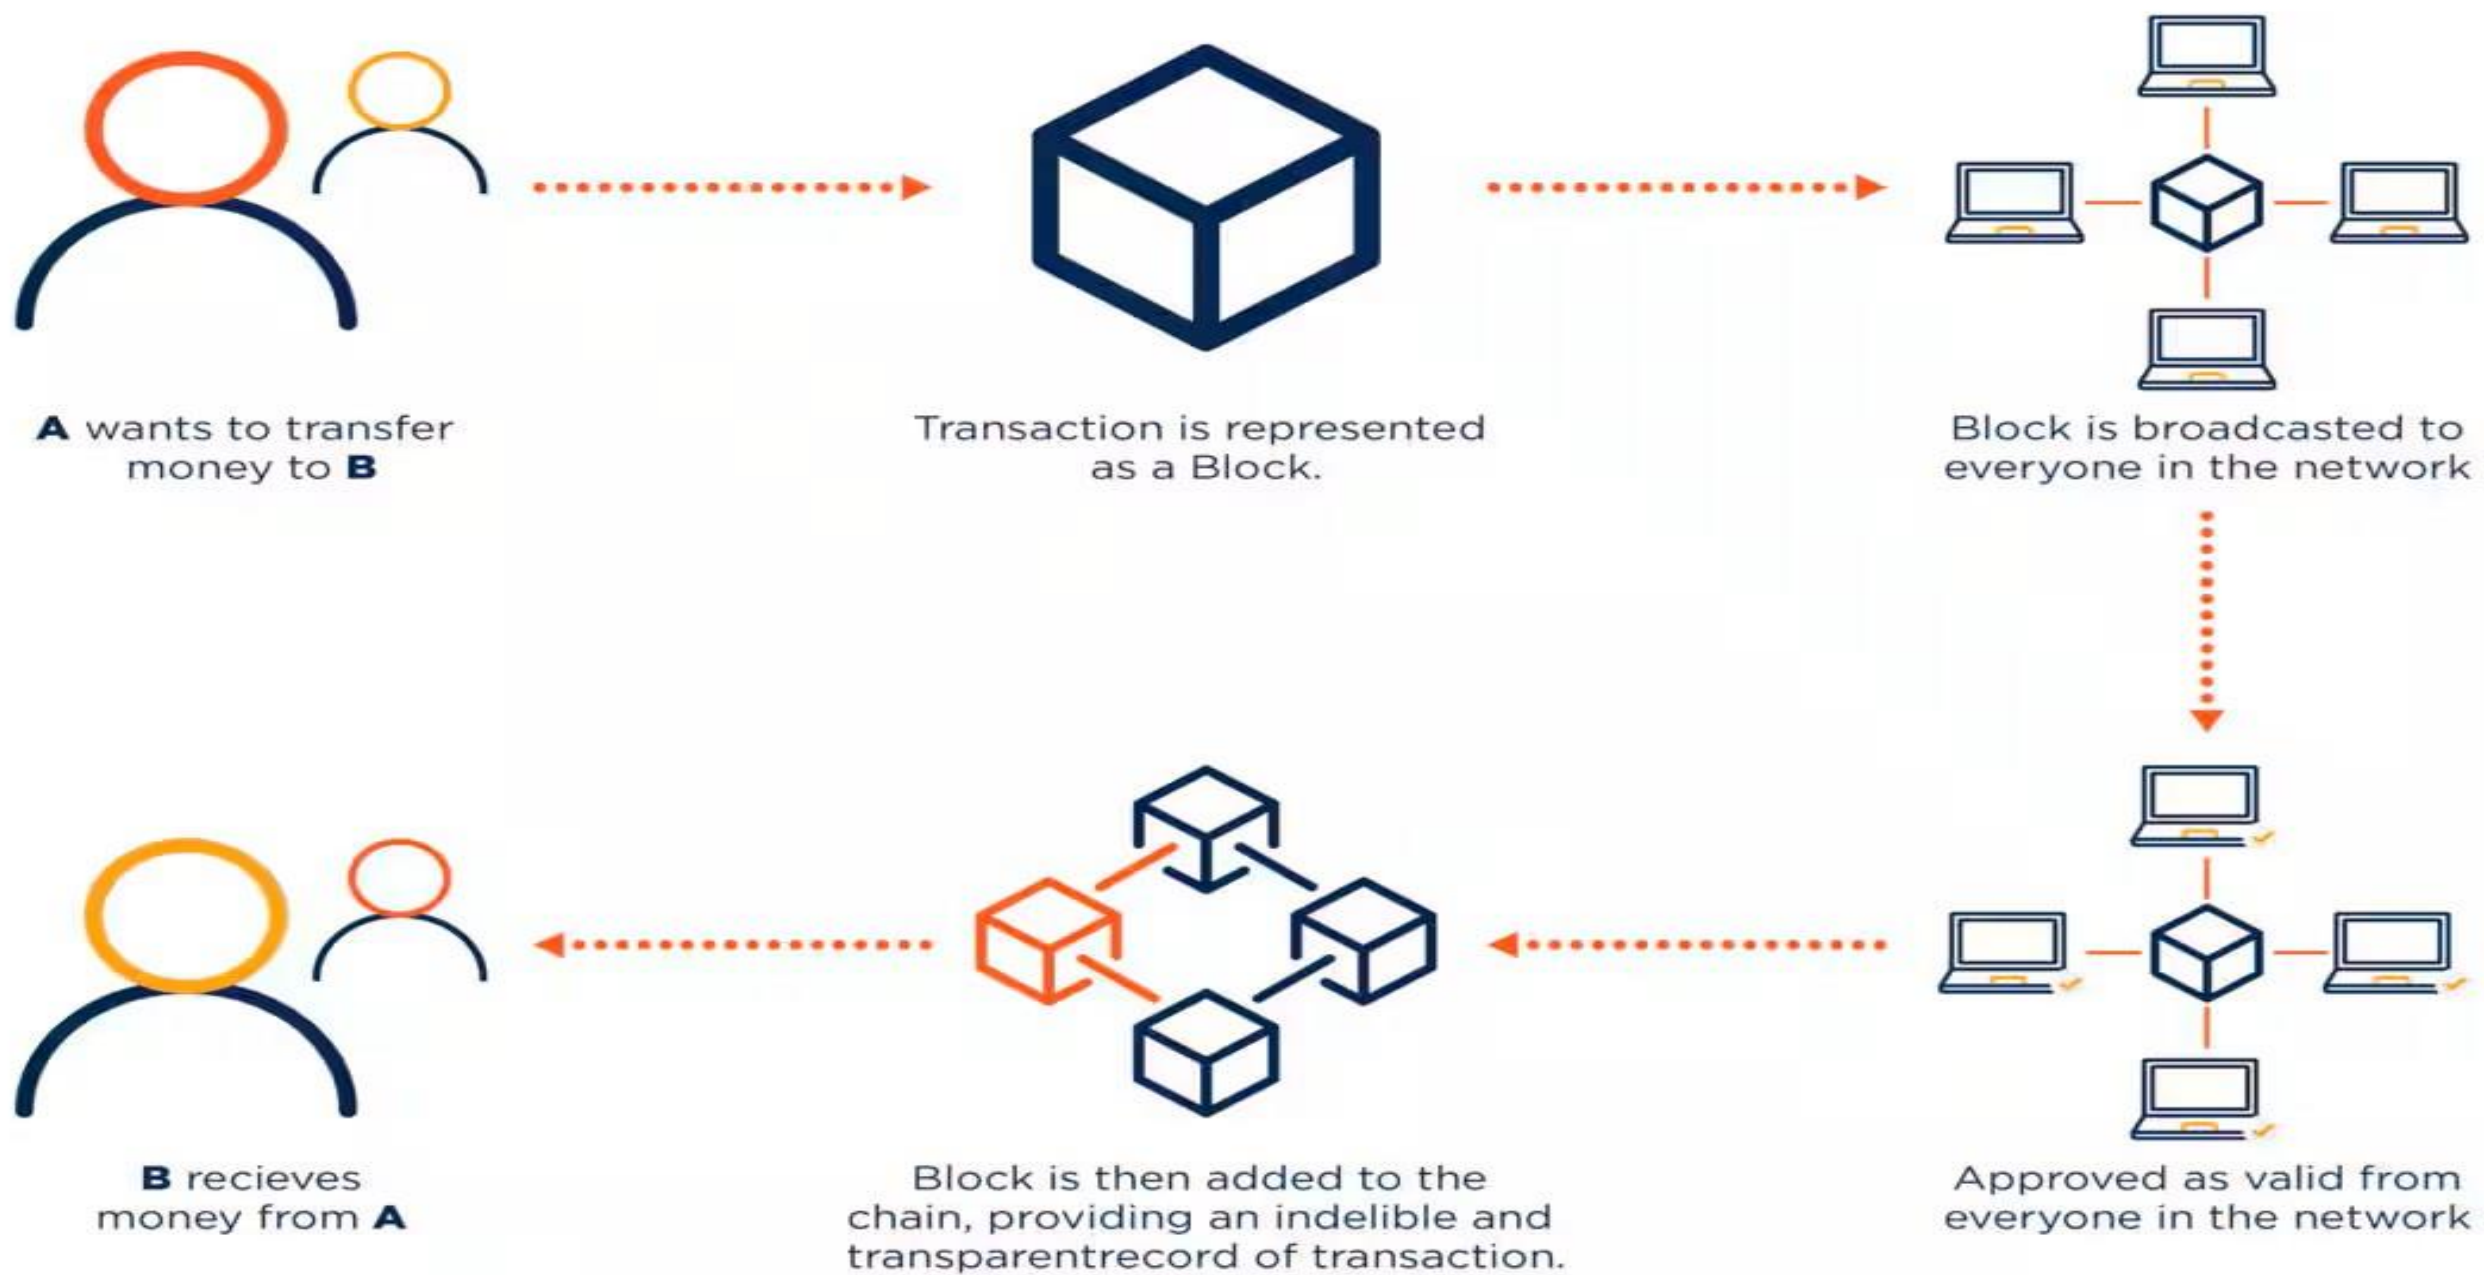 A wants to transfer
money to B
Transaction is represented
as a Block.
Block is broadcasted to
everyone in the network
Approved as valid from
everyone in the network
Block is then added to the
chain, providing an indelible and
transparentrecord of transaction.
B recieves
money from A